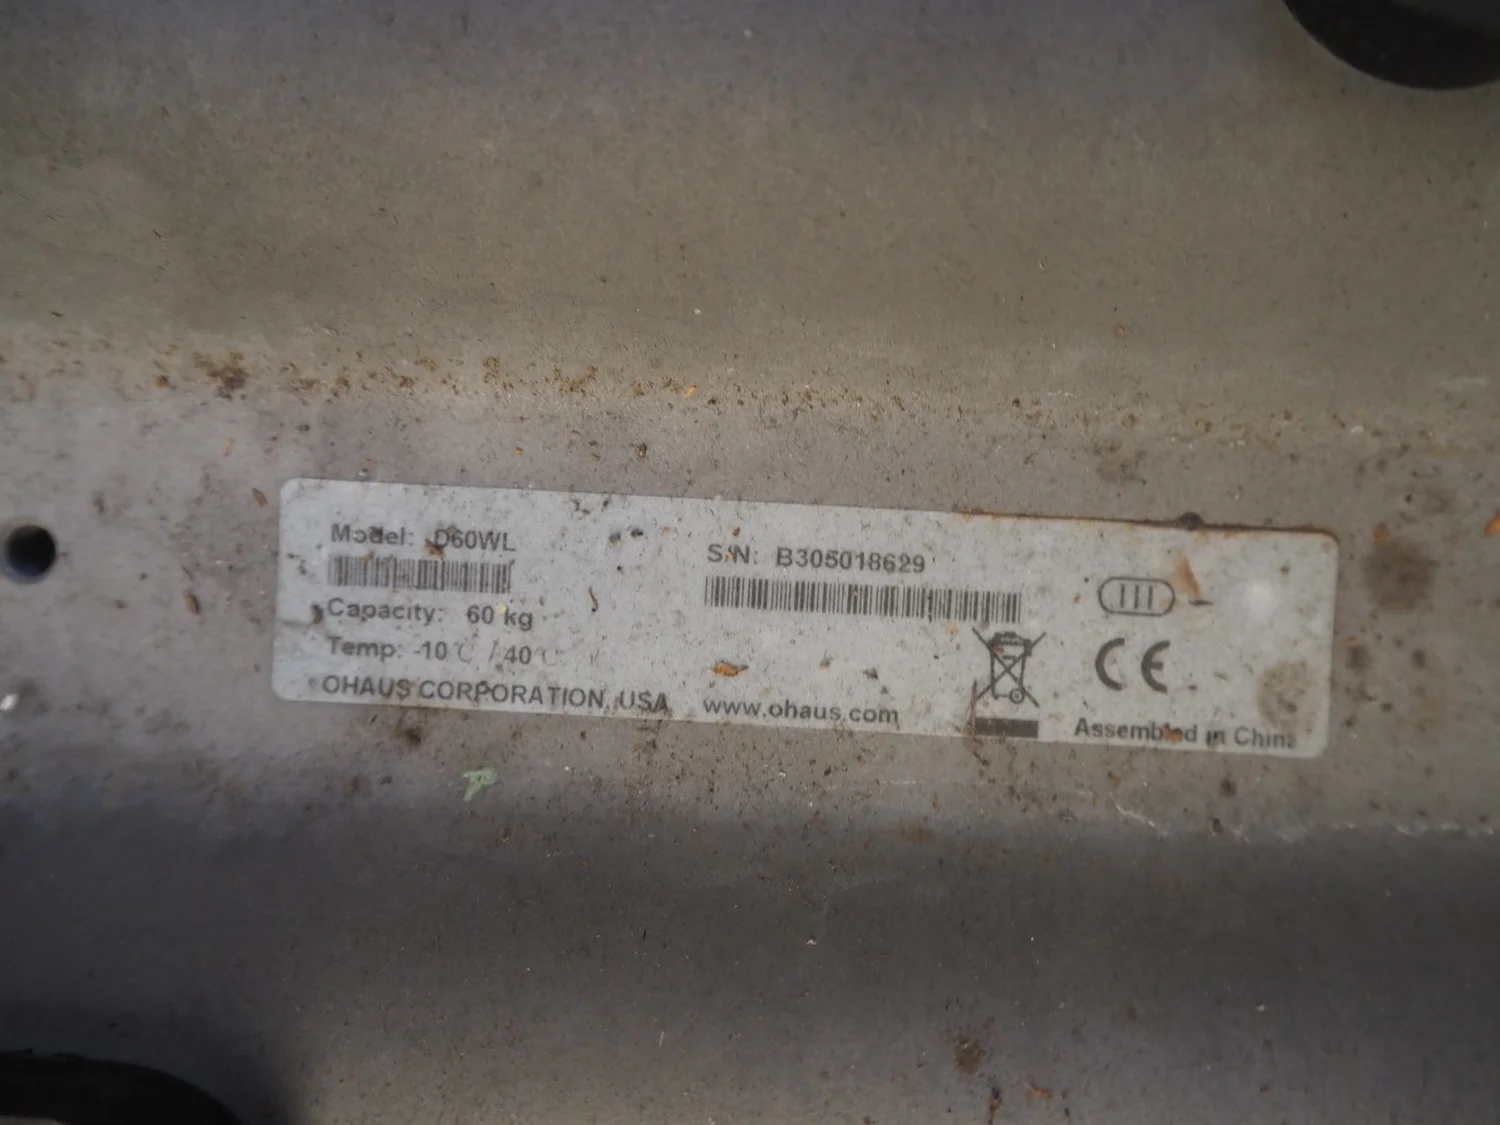 Model: D60WL
S/N: B305018629
Capacity: 60 kg
Temp: -10℃ / 40℃
OHAUS CORPORATION, USA
www.ohaus.com
III
CE
Assembled in China